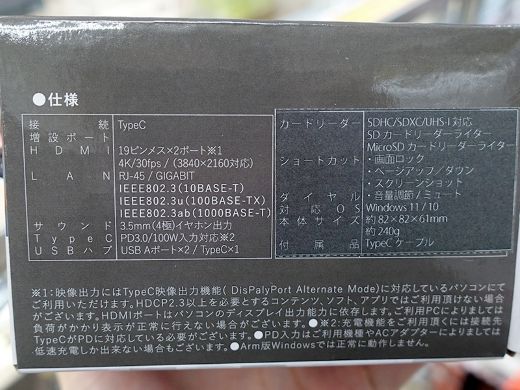 ●仕様
接続 TypeC
増設ポート
HDMI 19ピンメス×2ポート※1
4K/30fps / (3840×2160対応)
LAN RJ-45 / GIGABIT
IEEE802.3(10BASE-T)
IEEE802.3u(100BASE-TX)
IEEE802.3ab(1000BASE-T)
サウンド 3.5mm(4極)イヤホン出力
TypeC PD3.0/100W入力対応※2
USBハブ USB Aポート×2 / TypeC×1
カードリーダー SDHC/SDXC/UHS-I 対応
SDカードリーダーライター
MicroSDカードリーダーライター
ショートカット ・画面ロック
・ページアップ/ダウン
・スクリーンショット
ダイヤル ・音量調節 / ミュート
対応OS Windows 11/10
本体サイズ 約82×82×61mm
約240g
付属品 TypeC ケーブル
※1:映像出力にはTypeC映像出力機能( DisPalyPort Alternate Mode)に対応しているパソコンにて
ご利用いただけます。HDCP2.3以上を必要とするコンテンツ、ソフト、アプリではご利用頂けない場合
がございます。HDMIポートはパソコンのディスプレイ出力能力に依存します。ご利用PCによりましては
負荷がかかり表示が正常に行えない場合がございます。●※2:充電機能をご利用頂くには接続先
TypeCがPDに対応している必要がございます。●PD入力はご利用機種やACアダプターによりましては
低速充電しか出来ない場合がございます。●Arm版Windowsでは正常に動作しません。